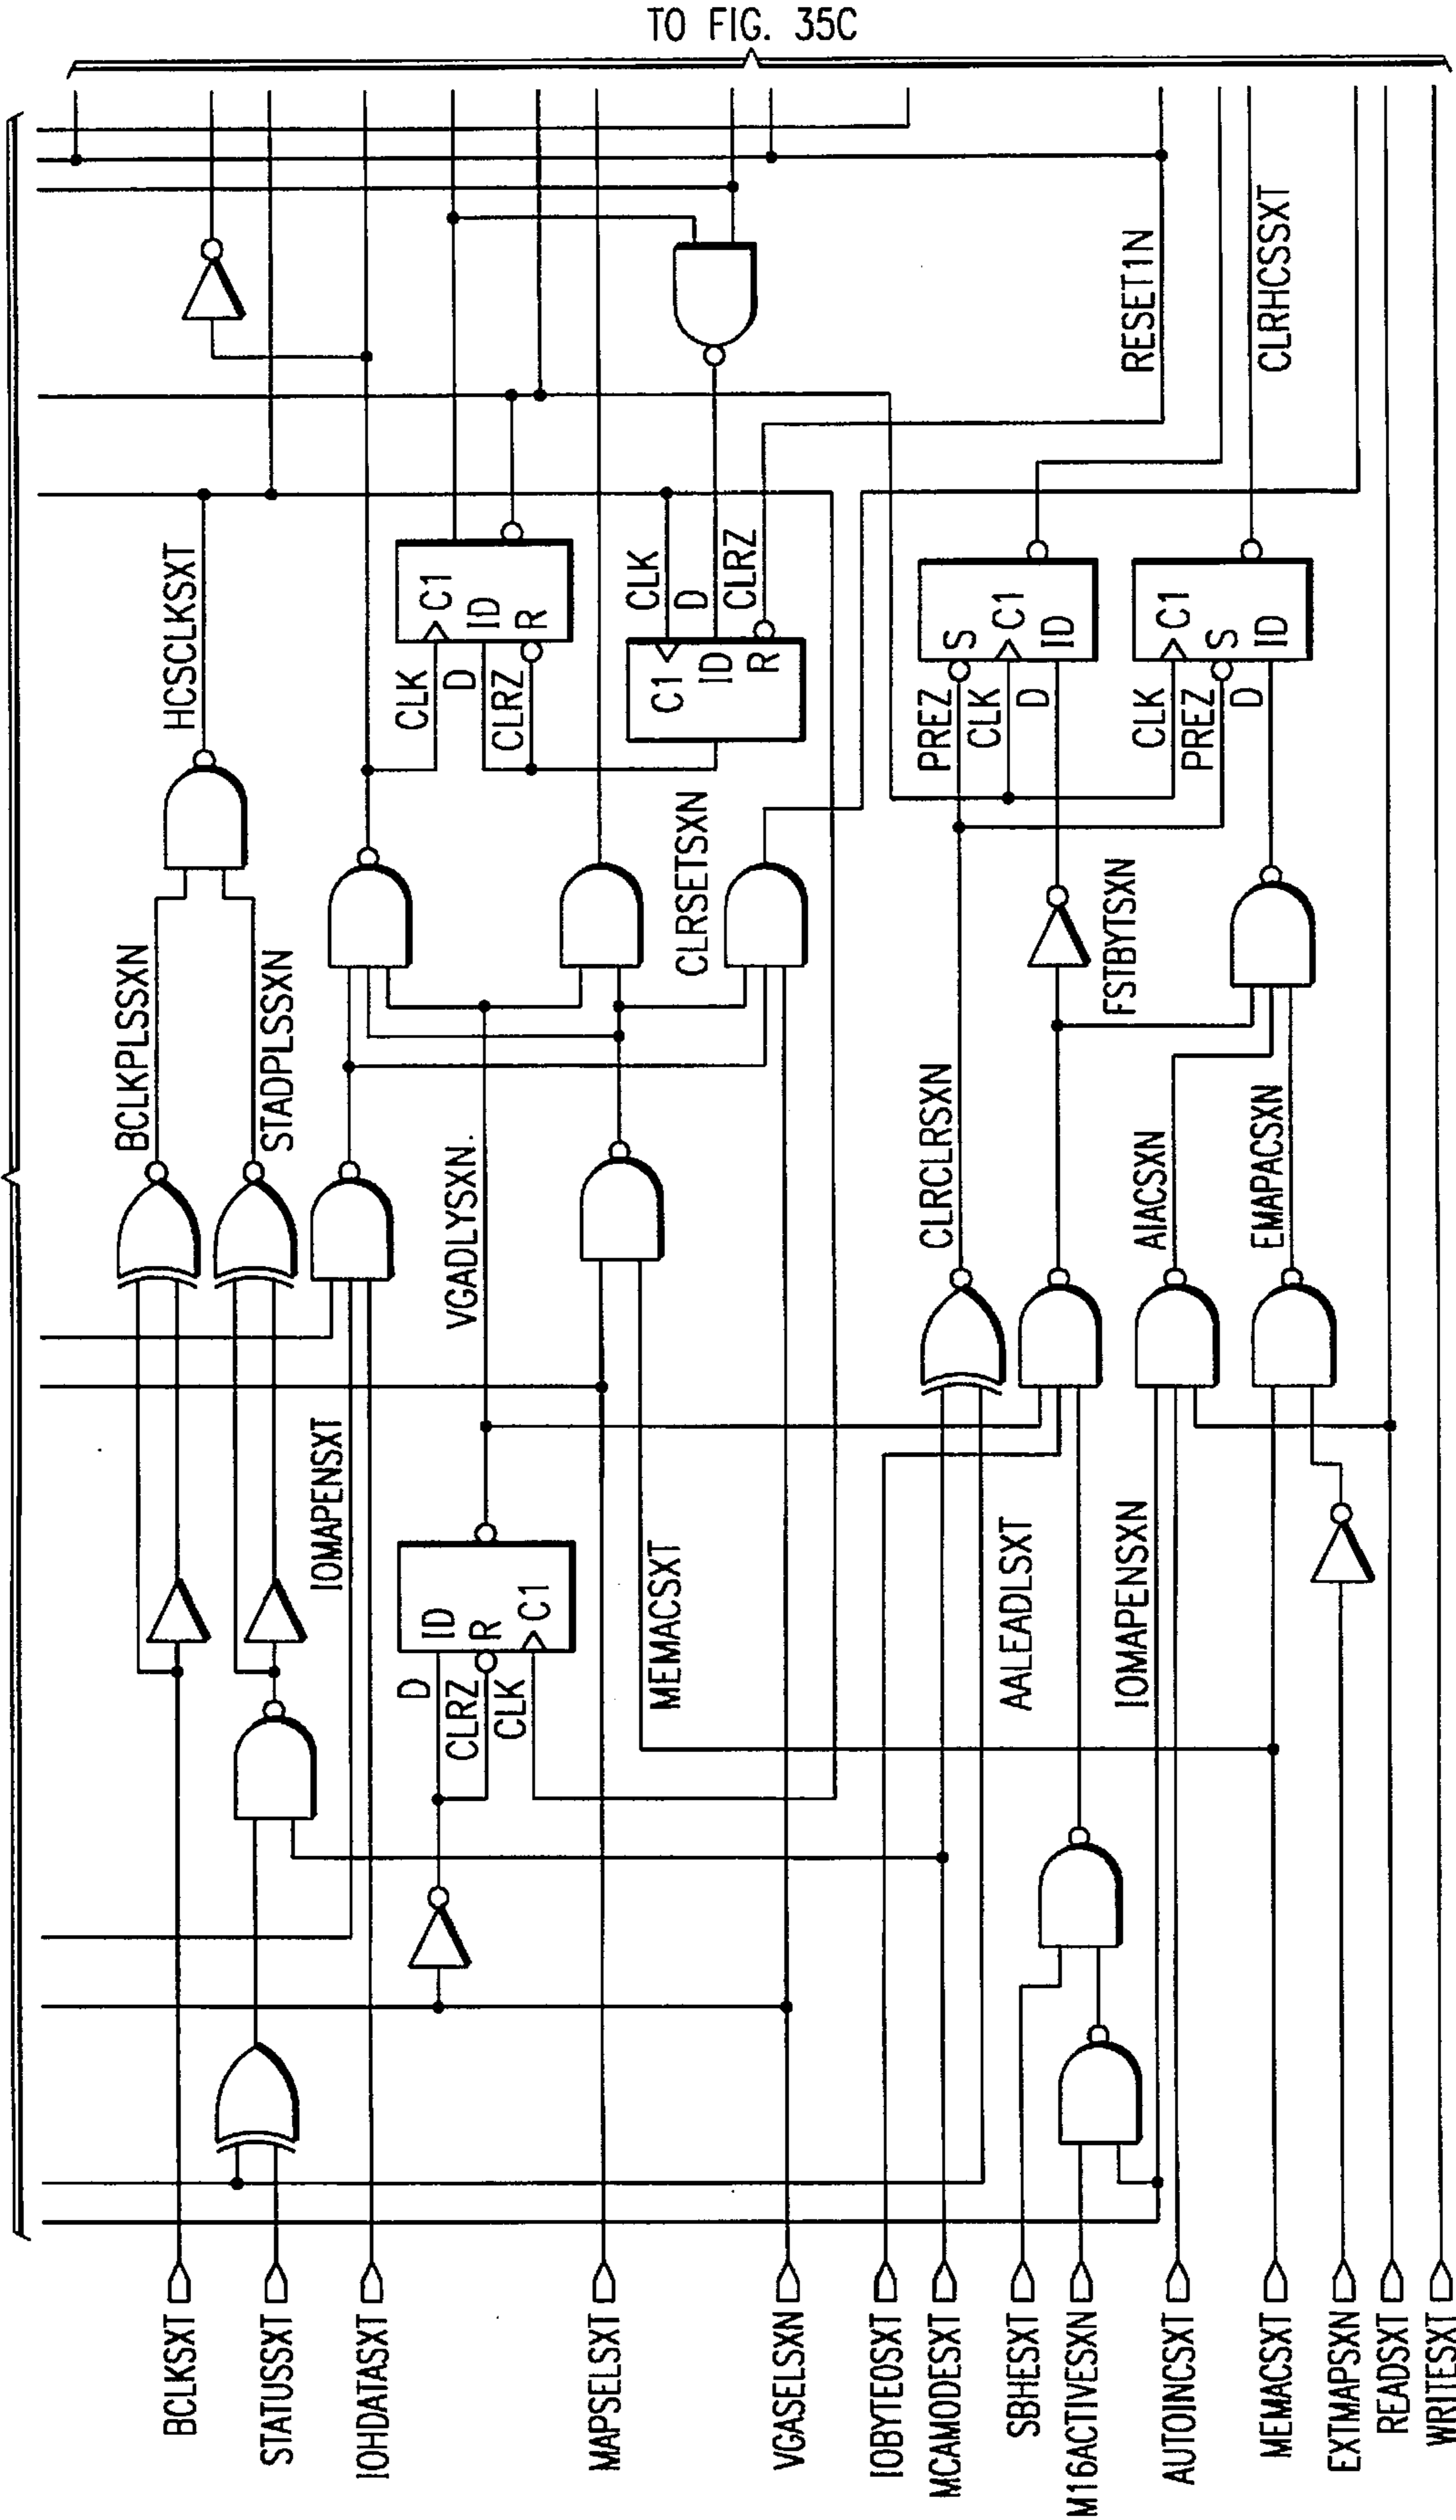 TO FIG. 35C
HCSCLKSXT
BCLKPLSSXN
STADPLSSXN
IOMAPENSXT
BCLKSXT
STATUSSXT
IOHDATASXT
C1
ID
R
CLK
D
CLRZ
VGADLYSXN.
ID
R
C1
D
CLRZ
CLK
MAPSELSXT
CLK
D
CLRZ
C1
ID
R
CLRSETSXN
MEMACSXT
VGASELSXN
IOBYTEOSXT
MCAMODESXT
S
C1
ID
PREZ
CLK
D
CLRCLRSXN
AALEADLSXT
SBHESXT
M16ACTIVESXN
RESET1N
FSTBYTSXN
AIACSXN
IOMAPENSXN
AUTOINCSXT
CLRHCSSXT
C1
S
ID
CLK
PREZ
D
EMAPACSXN
MEMACSXT
EXTMAPSXN
READSXT
WRITESXT